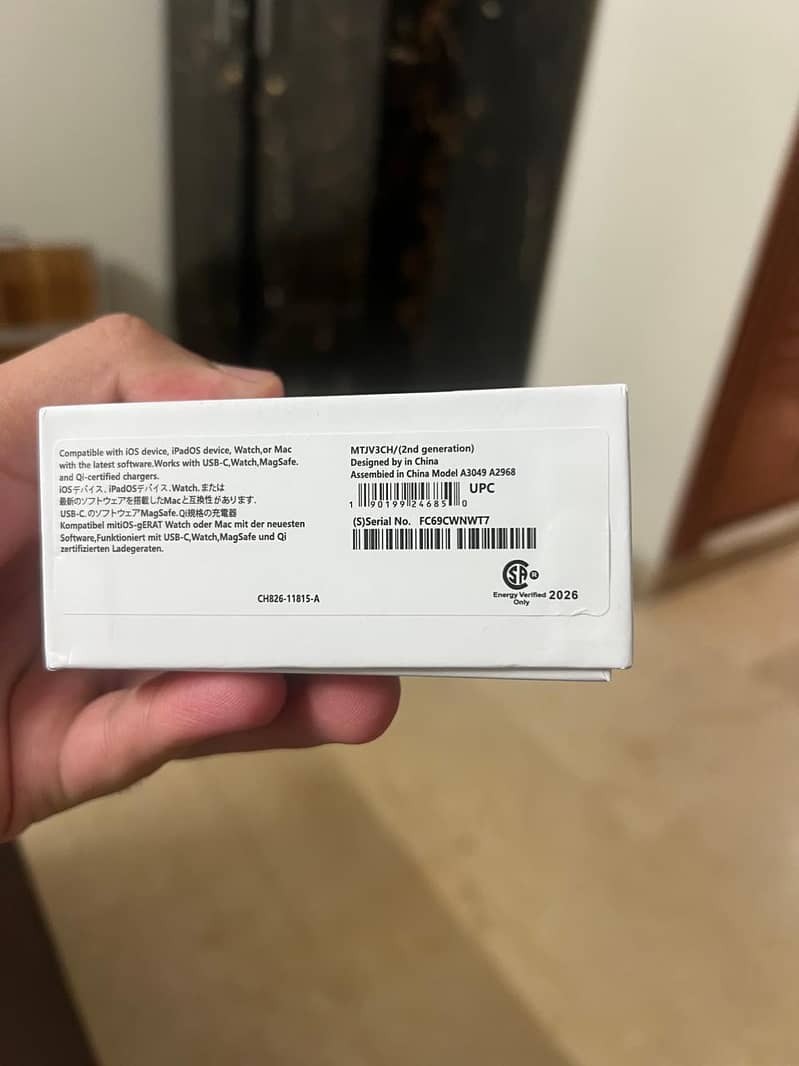 Compatible with iOS device, iPadOS device, Watch,or Mac
with the latest software.Works with USB-C,Watch,MagSafe.
and Qi-certified chargers.
iOSデバイス. iPadOSデバイス.Watch.または
最新のソフトウェアを搭載したMacと互換性があります.
USB-C.のソフトウェアMagSafe.Qi規格の充電器
Kompatibel mitiOS-gERAT Watch oder Mac mit der neuesten
Software,Funktioniert mit USB-C,Watch,MagSafe und Qi
zertifizierten Ladegeraten.
CH826-11815-A
MTJV3CH/(2nd generation)
Designed by in China
Assembied in China Model A3049 A2968
UPC
1 90199 24685 0
(S)Serial No. FC69CWNWT7
SA ®
Energy Verified 2026
Only